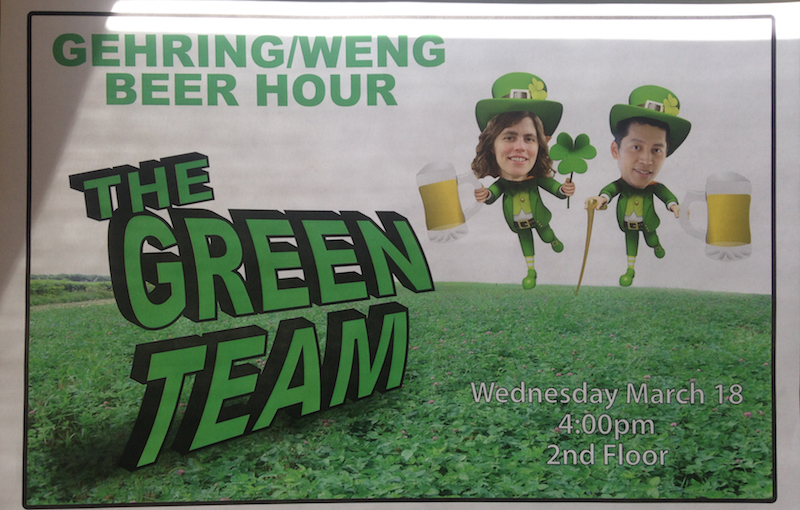 GEHRING/WENG
BEER HOUR
THE
GREEN
TEAM
Wednesday March 18
4:00pm
2nd Floor